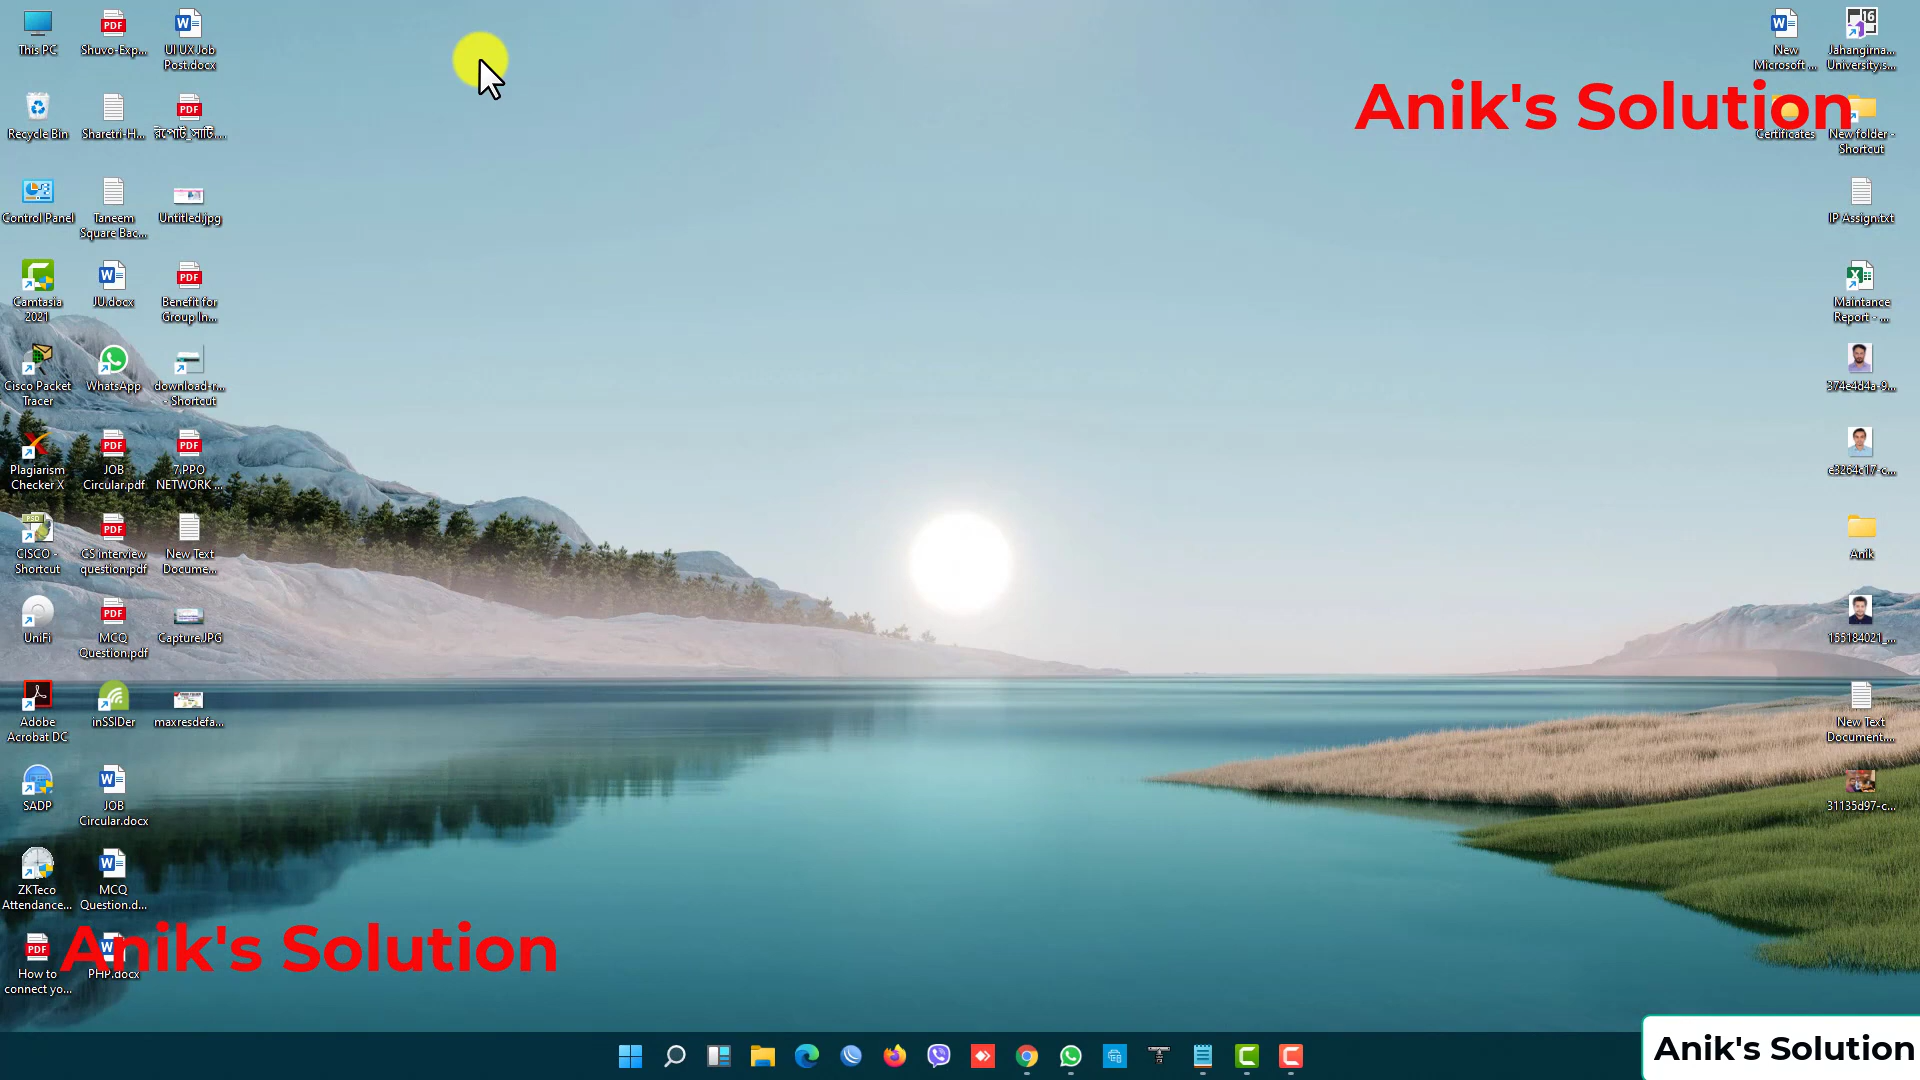 This PC
Shuvo-Exp...
UI UX Job
Post.docx
Recycle Bin
Sharetri-H...
Control Panel
Taneem
Square Bac...
Untitled.jpg
Camtasia
2021
JU.docx
Benefit for
Group In...
Cisco Packet
Tracer
WhatsApp
download-r...
- Shortcut
Plagiarism
Checker X
JOB
Circular.pdf
7.PPO
NETWORK ...
CISCO -
Shortcut
CS interview
question.pdf
New Text
Docume...
UniFi
MCQ
Question.pdf
Capture.JPG
Adobe
Acrobat DC
inSSIDer
maxresdefa...
SADP
JOB
Circular.docx
ZKTeco
Attendance...
MCQ
Question.d...
How to
connect yo...
PHP.docx
Anik's Solution
New
Microsoft ...
Jahangirna...
University.s...
Anik's Solution
Certificates
New folder -
Shortcut
IP Assign.txt
Maintance
Report - ...
374e4d4a-9...
e3264c17-c...
Anik
155184021_...
New Text
Document....
31135d97-c...
Anik's Solution